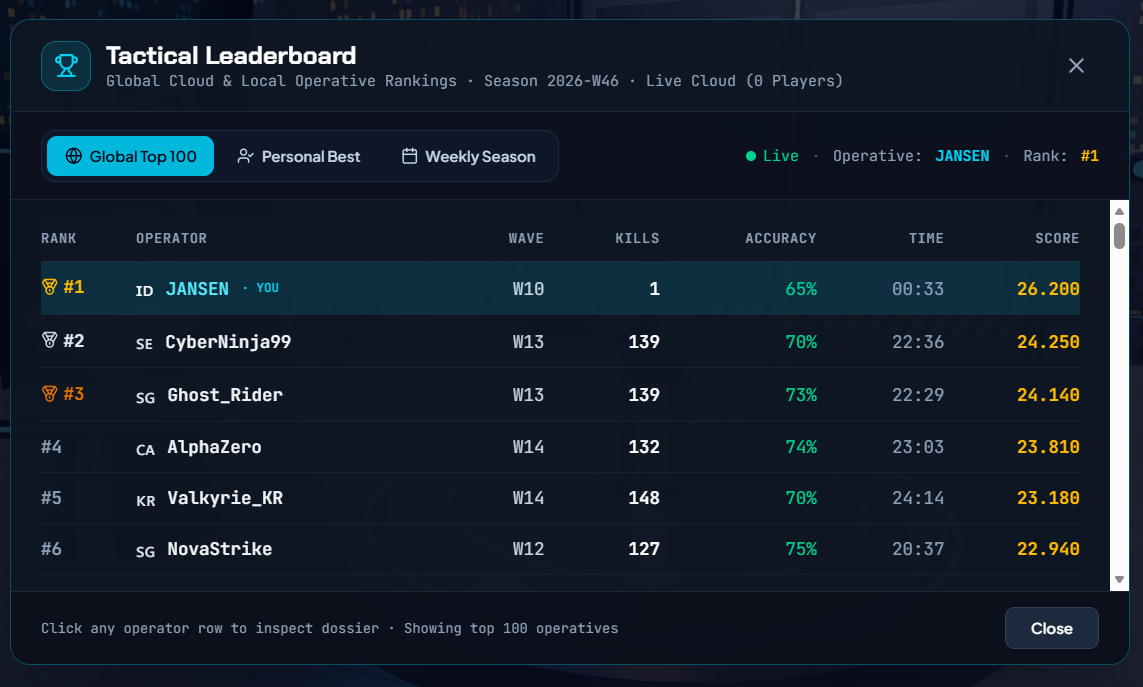 Tactical Leaderboard
Global Cloud & Local Operative Rankings · Season 2026-W46 · Live Cloud (0 Players)
Global Top 100 Personal Best Weekly Season Live · Operative: JANSEN · Rank: #1
RANK OPERATOR WAVE KILLS ACCURACY TIME SCORE
#1 ID JANSEN · YOU W10 1 65% 00:33 26.200
#2 SE CyberNinja99 W13 139 70% 22:36 24.250
#3 SG Ghost_Rider W13 139 73% 22:29 24.140
#4 CA AlphaZero W14 132 74% 23:03 23.810
#5 KR Valkyrie_KR W14 148 70% 24:14 23.180
#6 SG NovaStrike W12 127 75% 20:37 22.940
Click any operator row to inspect dossier · Showing top 100 operatives Close